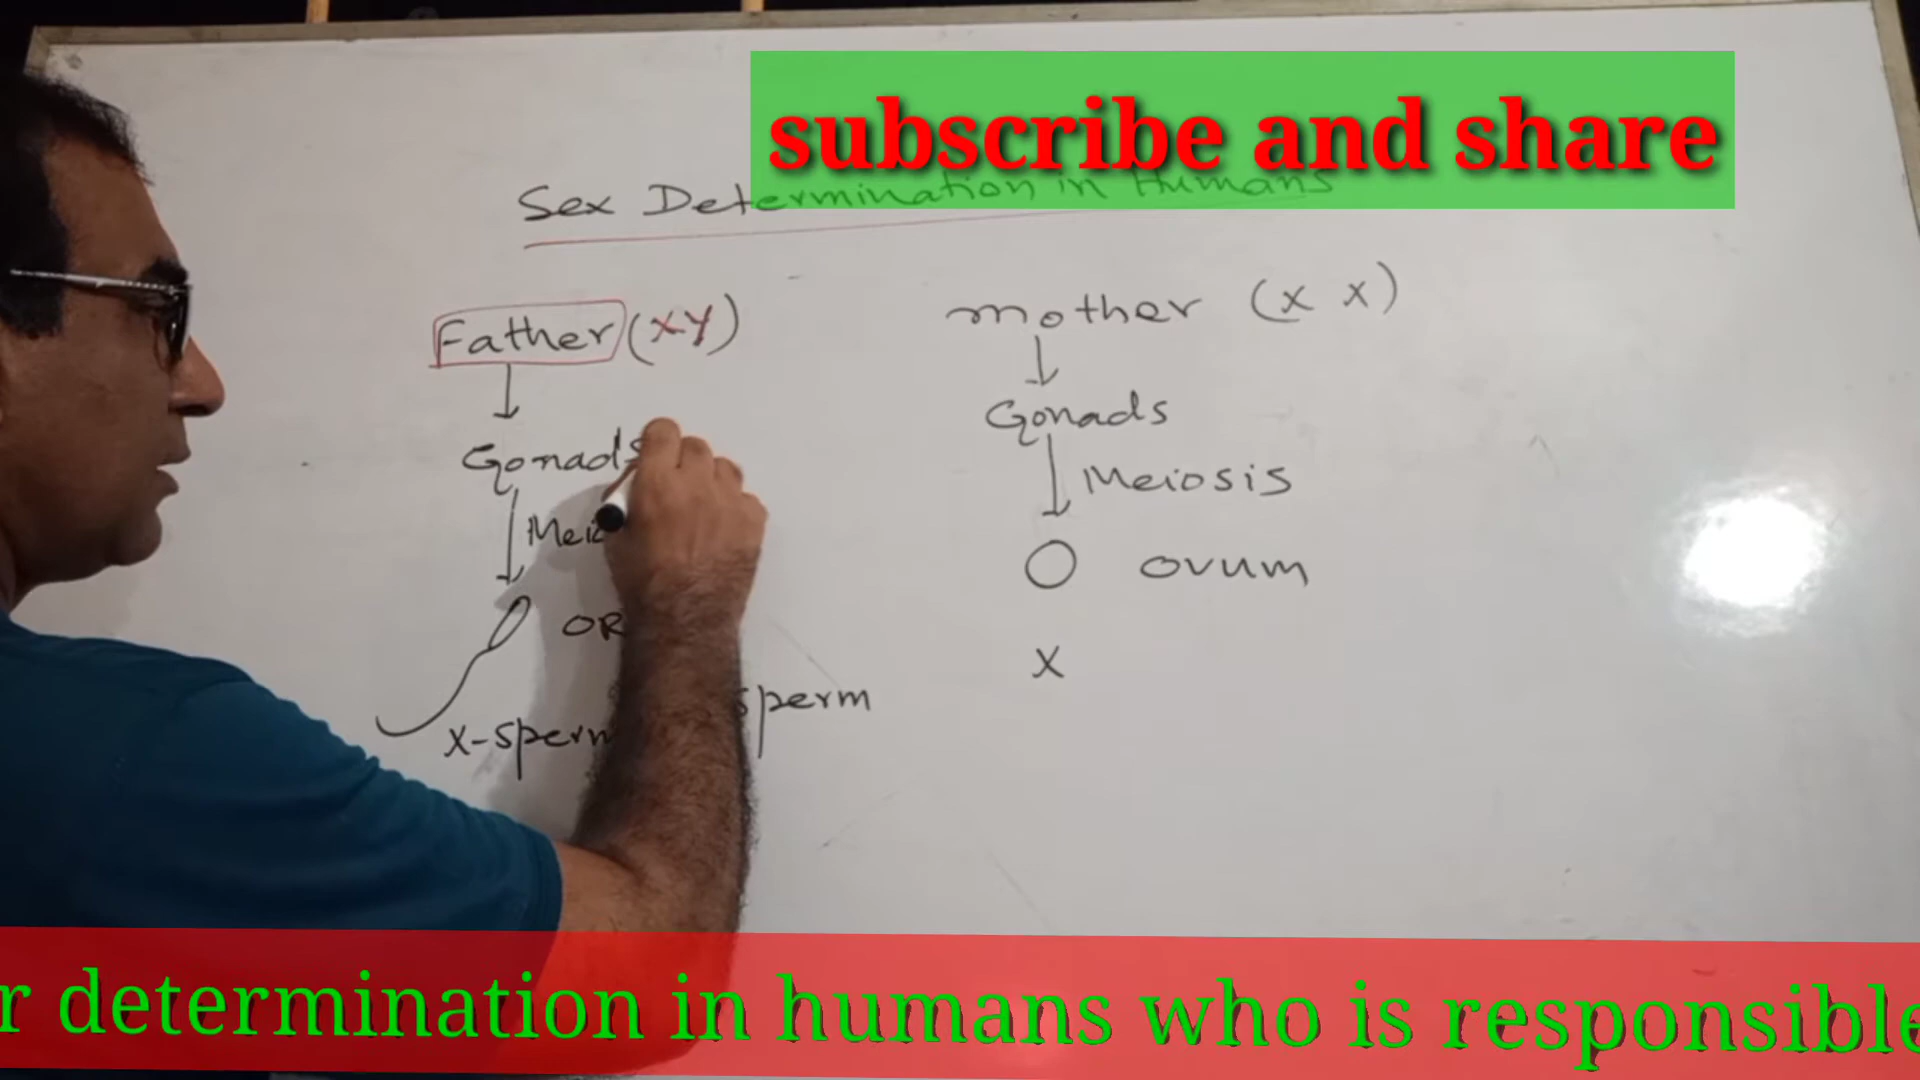 subscribe and share
Sex Determination in Humans
Father (XY)
mother (X X)
Gonads
Gonads
Meiosis
OR
ovum
X
X-sperm
sperm
r determination in humans who is responsible